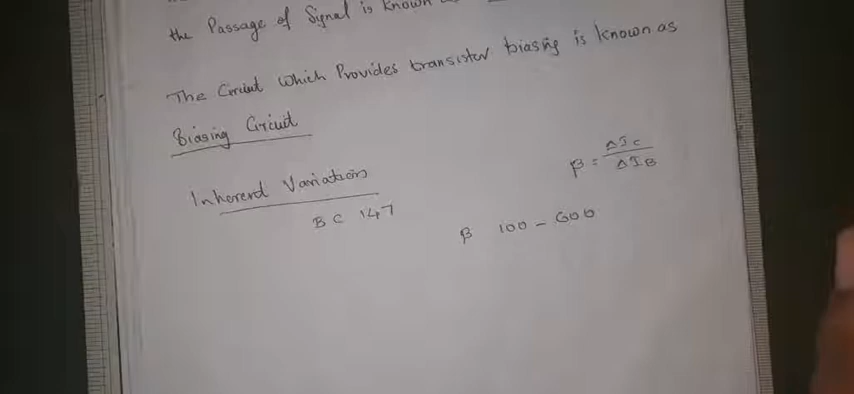 the Passage of Signal is known
The Circuit which Provides transistor biasing is known as
Biasing Circuit
Inherent Variations
β = ΔIC / ΔIB
BC 147
β 100 - 600